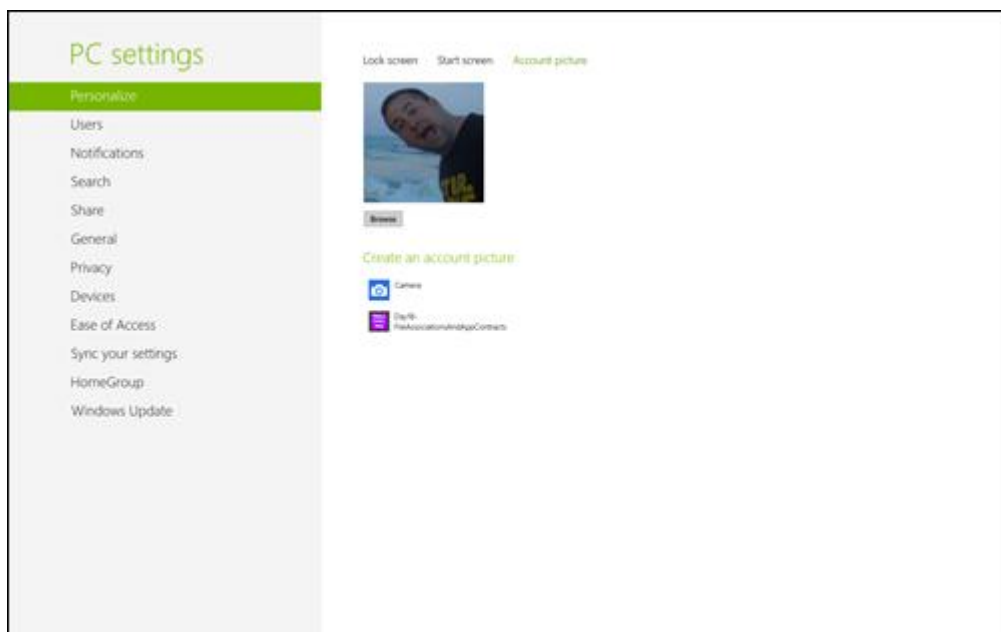 PC settings
Personalize
Users
Notifications
Search
Share
General
Privacy
Devices
Ease of Access
Sync your settings
HomeGroup
Windows Update
Lock screen Start screen Account picture
Browse
Create an account picture
Camera
FileAssociationsAndAppContracts